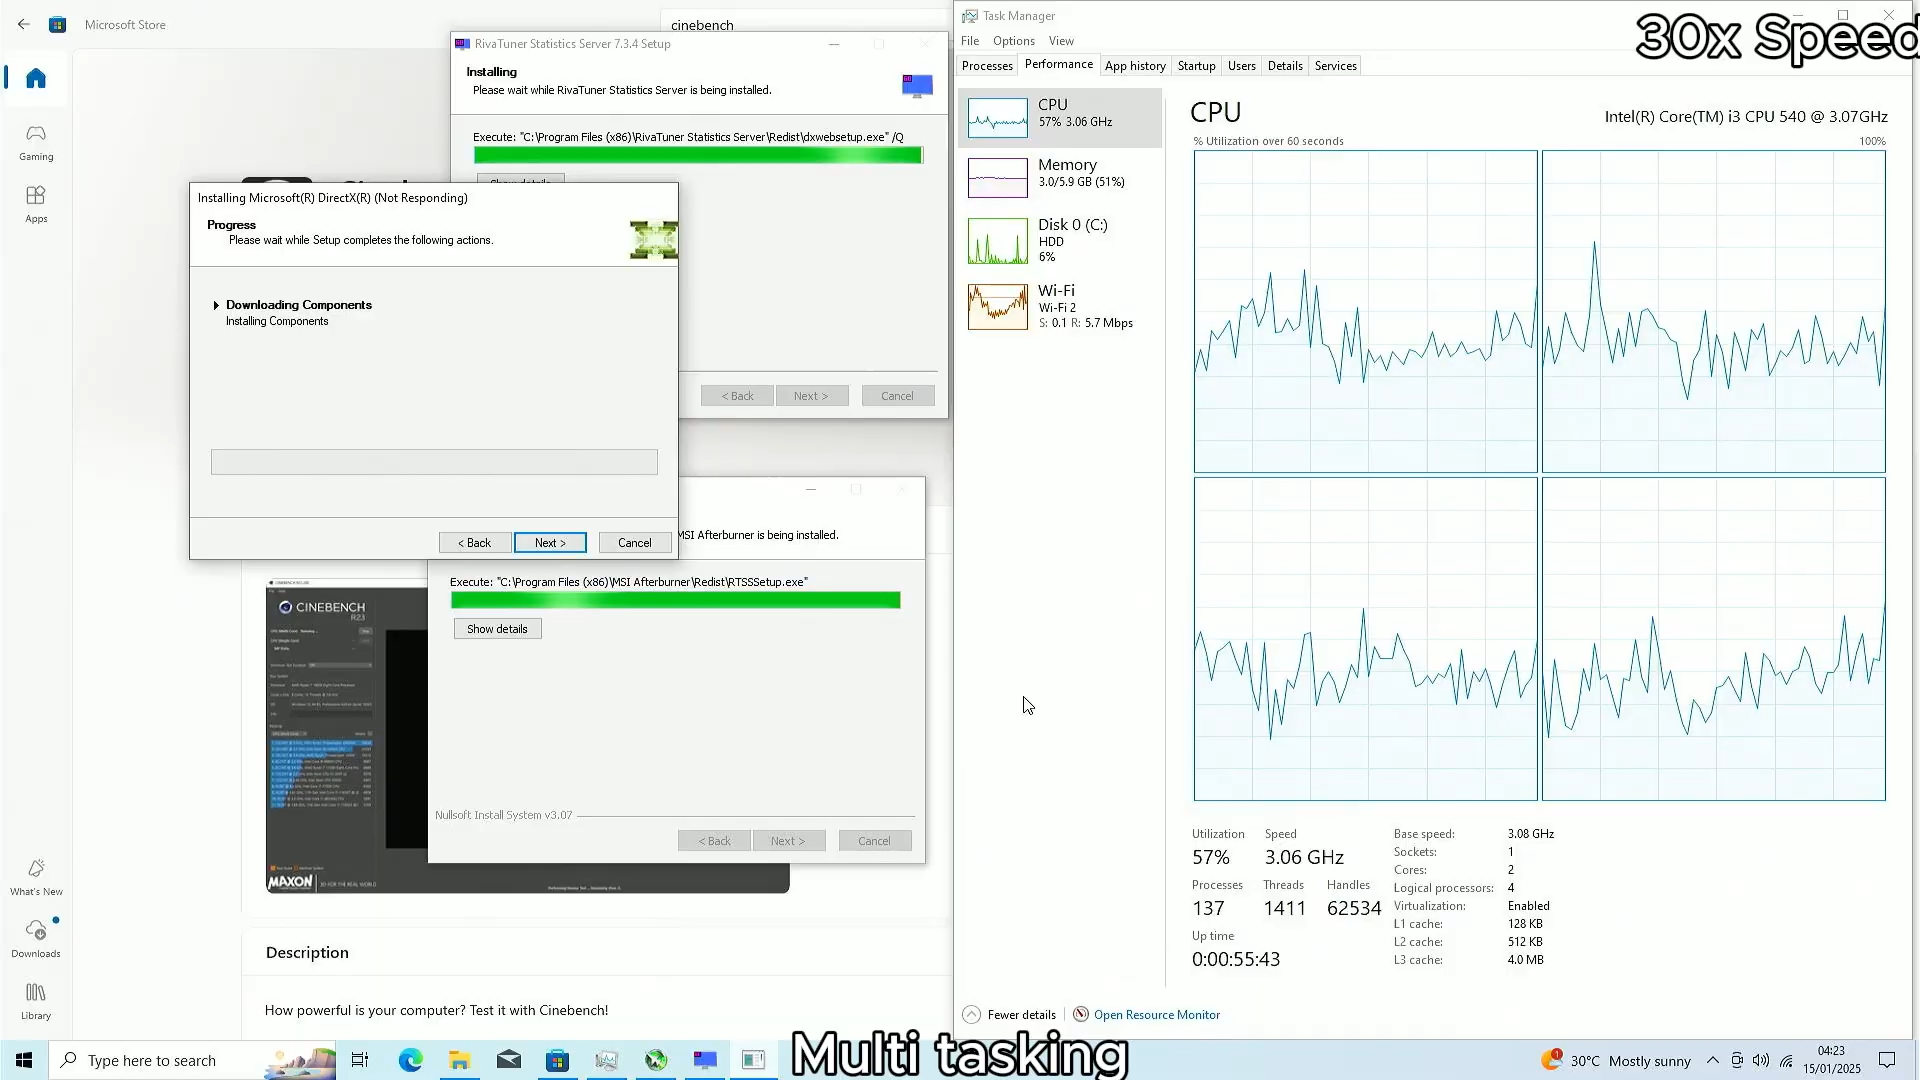 Microsoft Store
cinebench
Gaming
Apps
What's New
Downloads
Library
RivaTuner Statistics Server 7.3.4 Setup
Installing
Please wait while RivaTuner Statistics Server is being installed.
Execute: "C:\Program Files (x86)\RivaTuner Statistics Server\Redist\dxwebsetup.exe" /Q
< Back
Next >
Cancel
Installing Microsoft(R) DirectX(R) (Not Responding)
Progress
Please wait while Setup completes the following actions.
Downloading Components
Installing Components
< Back
Next >
Cancel
MSI Afterburner is being installed.
Execute: "C:\Program Files (x86)\MSI Afterburner\Redist\RTSSSetup.exe"
Show details
Nullsoft Install System v3.07
< Back
Next >
Cancel
CINEBENCH
R23
MAXON
3D FOR THE REAL WORLD
Description
How powerful is your computer? Test it with Cinebench!
Task Manager
30x Speed
File Options View
Processes Performance App history Startup Users Details Services
CPU
57% 3.06 GHz
Memory
3.0/5.9 GB (51%)
Disk 0 (C:)
HDD
6%
Wi-Fi
Wi-Fi 2
S: 0.1 R: 5.7 Mbps
CPU
Intel(R) Core(TM) i3 CPU 540 @ 3.07GHz
% Utilization over 60 seconds
100%
Utilization
57%
Speed
3.06 GHz
Processes
137
Threads
1411
Handles
62534
Up time
0:00:55:43
Base speed: 3.08 GHz
Sockets: 1
Cores: 2
Logical processors: 4
Virtualization: Enabled
L1 cache: 128 KB
L2 cache: 512 KB
L3 cache: 4.0 MB
Fewer details
Open Resource Monitor
Type here to search
Multi tasking
1
30°C Mostly sunny
04:23
15/01/2025